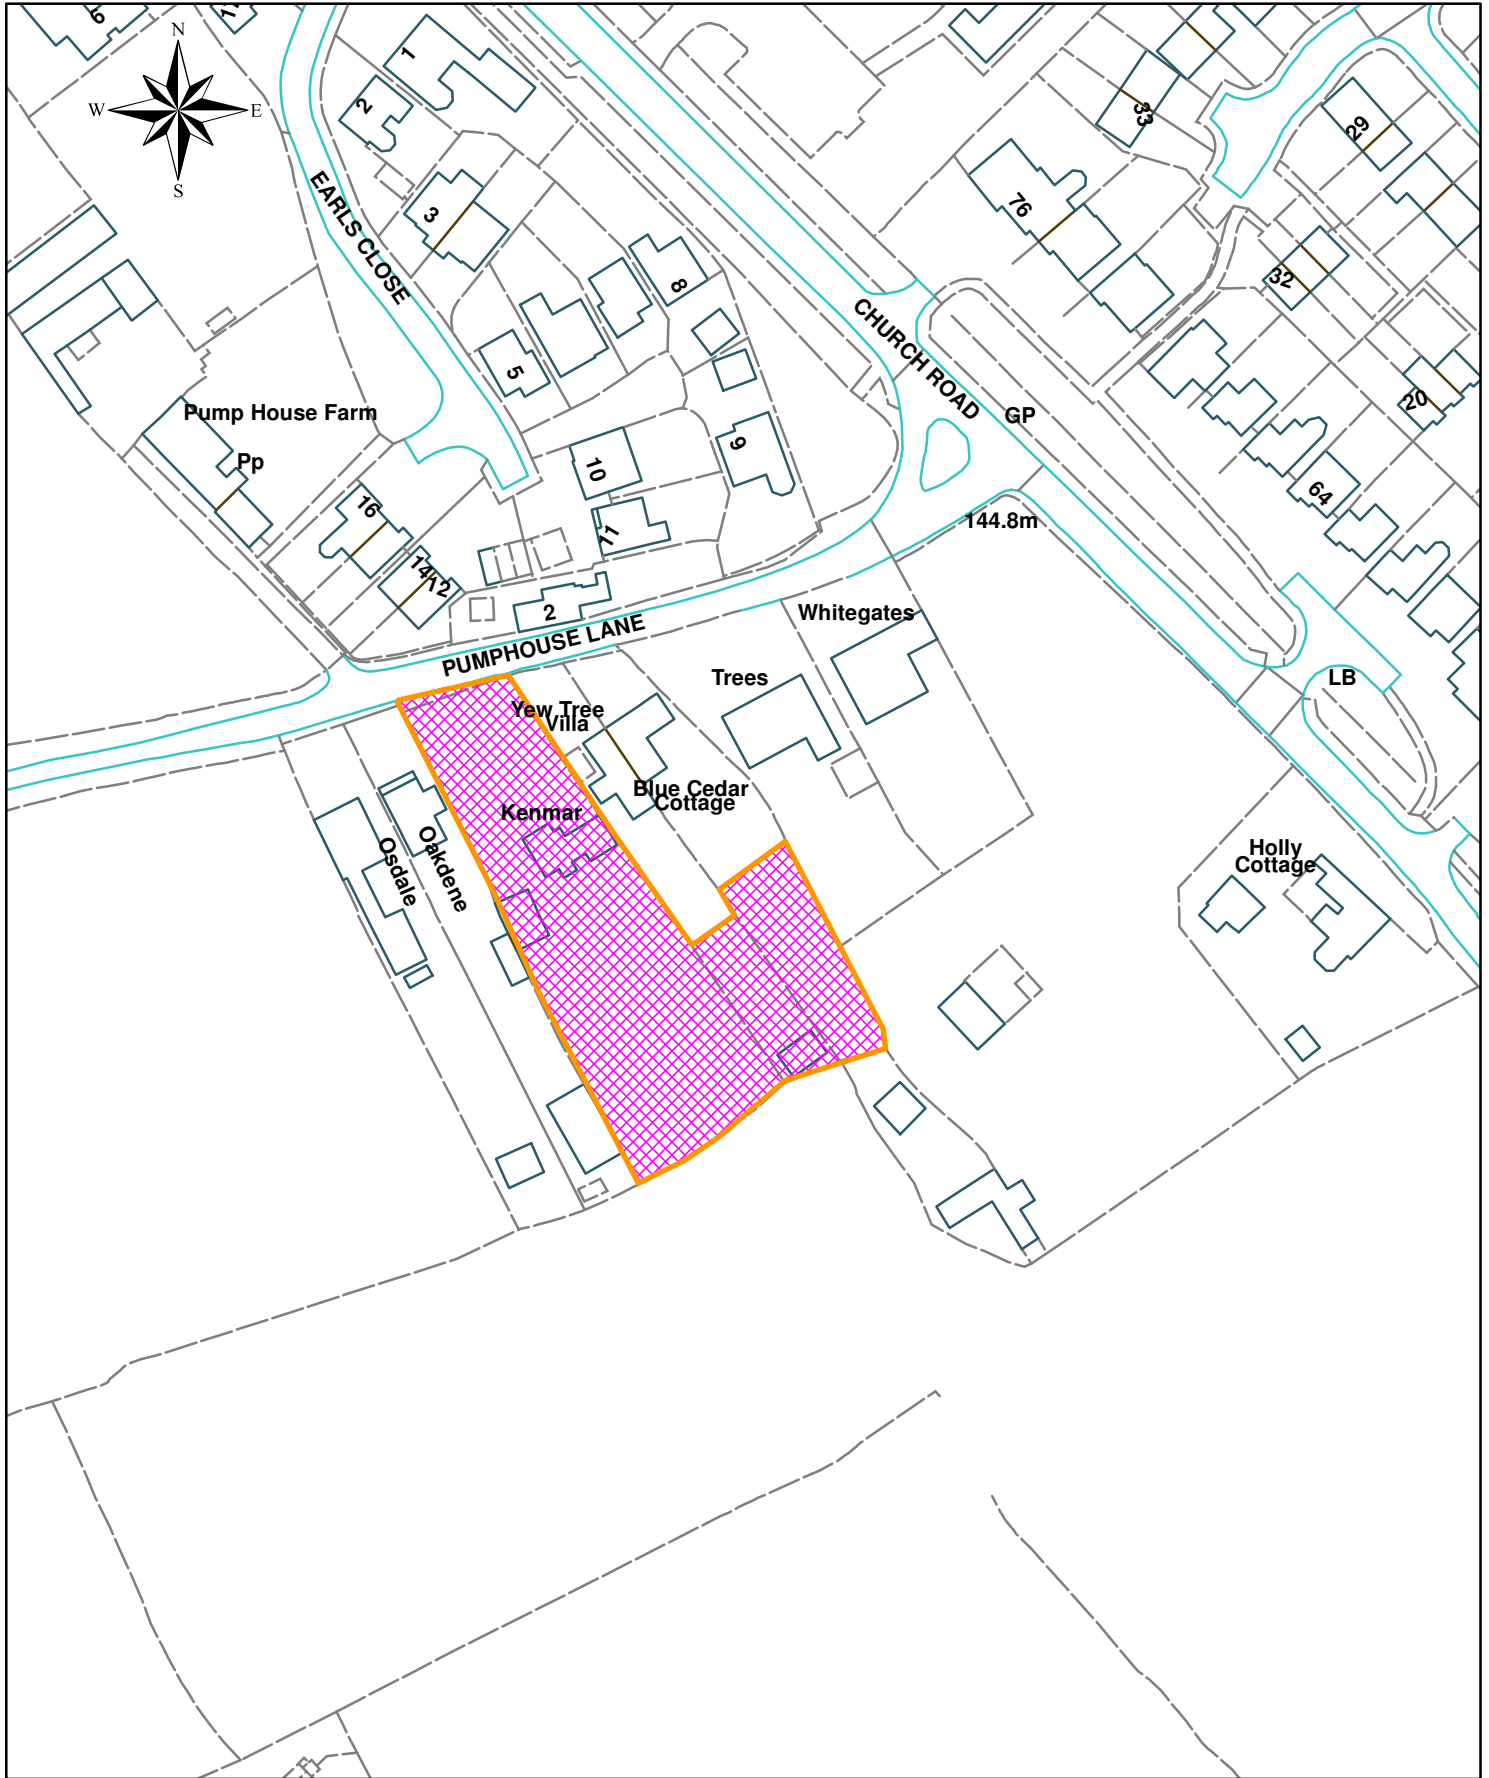 6
N
W
E
S
1
2
3
EARLS CLOSE
8
5
33
29
76
32
20
64
CHURCH ROAD
GP
144.8m
Pump House Farm
Pp
9
10
11
16
14
12
2
PUMPHOUSE LANE
Whitegates
Trees
LB
Yew Tree
Villa
Blue Cedar
Cottage
Kenmar
Oakdene
Osdale
Holly
Cottage